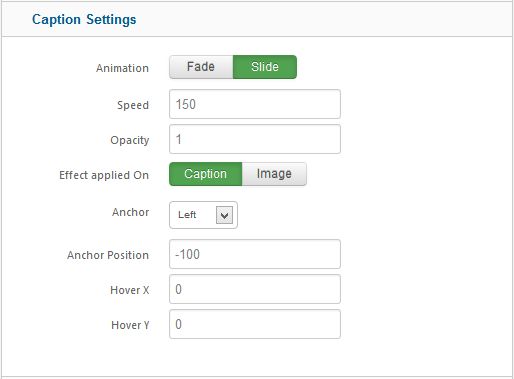 Caption Settings
Animation Fade Slide
Speed 150
Opacity 1
Effect applied On Caption Image
Anchor Left
Anchor Position -100
Hover X 0
Hover Y 0